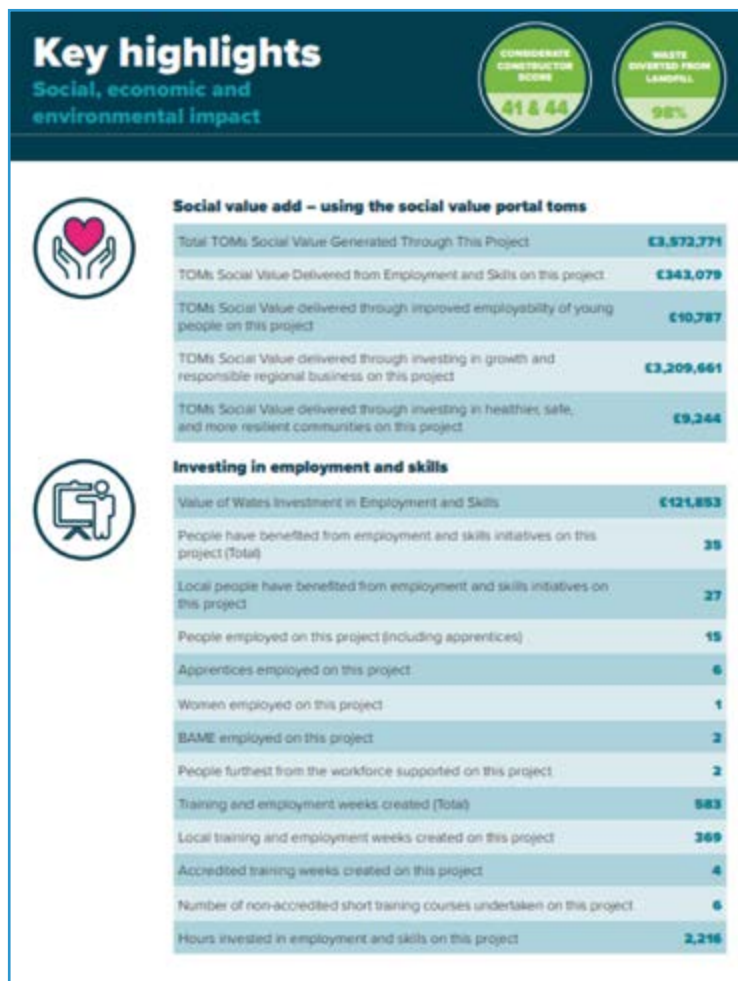 Key highlights
Social, economic and
environmental impact
CONSIDERATE
CONSTRUCTOR
SCORE
41 & 44
WASTE
DIVERTED FROM
LANDFILL
98%
Social value add – using the social value portal toms
Total TOMs Social Value Generated Through This Project £3,572,771
TOMs Social Value Delivered from Employment and Skills on this project £343,079
TOMs Social Value delivered through improved employability of young
people on this project £10,787
TOMs Social Value delivered through investing in growth and
responsible regional business on this project £3,209,661
TOMs Social Value delivered through investing in healthier, safe,
and more resilient communities on this project £9,244
Investing in employment and skills
Value of Wates Investment in Employment and Skills £121,853
People have benefited from employment and skills initiatives on this
project (Total) 35
Local people have benefited from employment and skills initiatives on
this project 27
People employed on this project (including apprentices) 15
Apprentices employed on this project 6
Women employed on this project 1
BAME employed on this project 2
People furthest from the workforce supported on this project 2
Training and employment weeks created (Total) 583
Local training and employment weeks created on this project 369
Accredited training weeks created on this project 4
Number of non-accredited short training courses undertaken on this project 6
Hours invested in employment and skills on this project 2,216